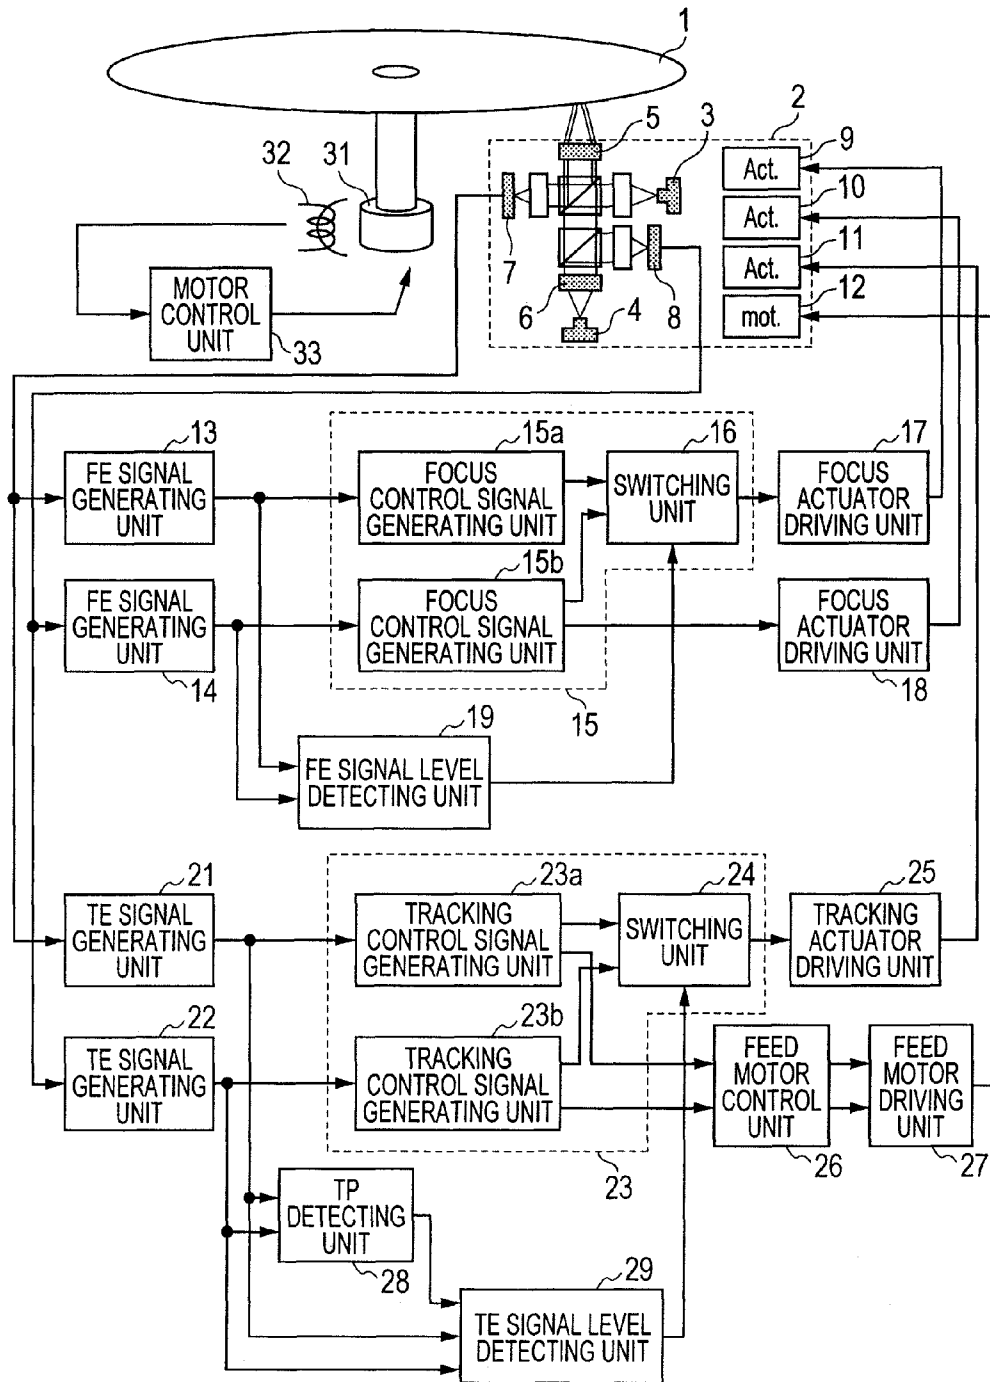 1
2
3
5
9
Act.
10
Act.
11
Act.
12
mot.
32
31
7
6
4
8
MOTOR
CONTROL
UNIT
33
13
FE SIGNAL
GENERATING
UNIT
15a
FOCUS
CONTROL SIGNAL
GENERATING UNIT
16
SWITCHING
UNIT
17
FOCUS
ACTUATOR
DRIVING UNIT
FE SIGNAL
GENERATING
UNIT
14
15b
FOCUS
CONTROL SIGNAL
GENERATING UNIT
15
FOCUS
ACTUATOR
DRIVING UNIT
18
19
FE SIGNAL LEVEL
DETECTING UNIT
21
TE SIGNAL
GENERATING
UNIT
23a
TRACKING
CONTROL SIGNAL
GENERATING UNIT
24
SWITCHING
UNIT
25
TRACKING
ACTUATOR
DRIVING UNIT
22
TE SIGNAL
GENERATING
UNIT
23b
TRACKING
CONTROL SIGNAL
GENERATING UNIT
23
FEED
MOTOR
CONTROL
UNIT
26
FEED
MOTOR
DRIVING
UNIT
27
TP
DETECTING
UNIT
28
29
TE SIGNAL LEVEL
DETECTING UNIT